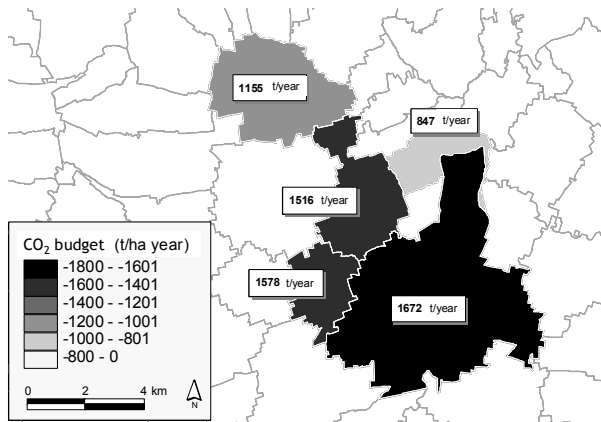 1155 t/year
847 t/year
1516 t/year
1578 t/year
1672 t/year
CO₂ budget (t/ha year)
-1800 - -1601
-1600 - -1401
-1400 - -1201
-1200 - -1001
-1000 - -801
-800 - 0
0 2 4 km
N